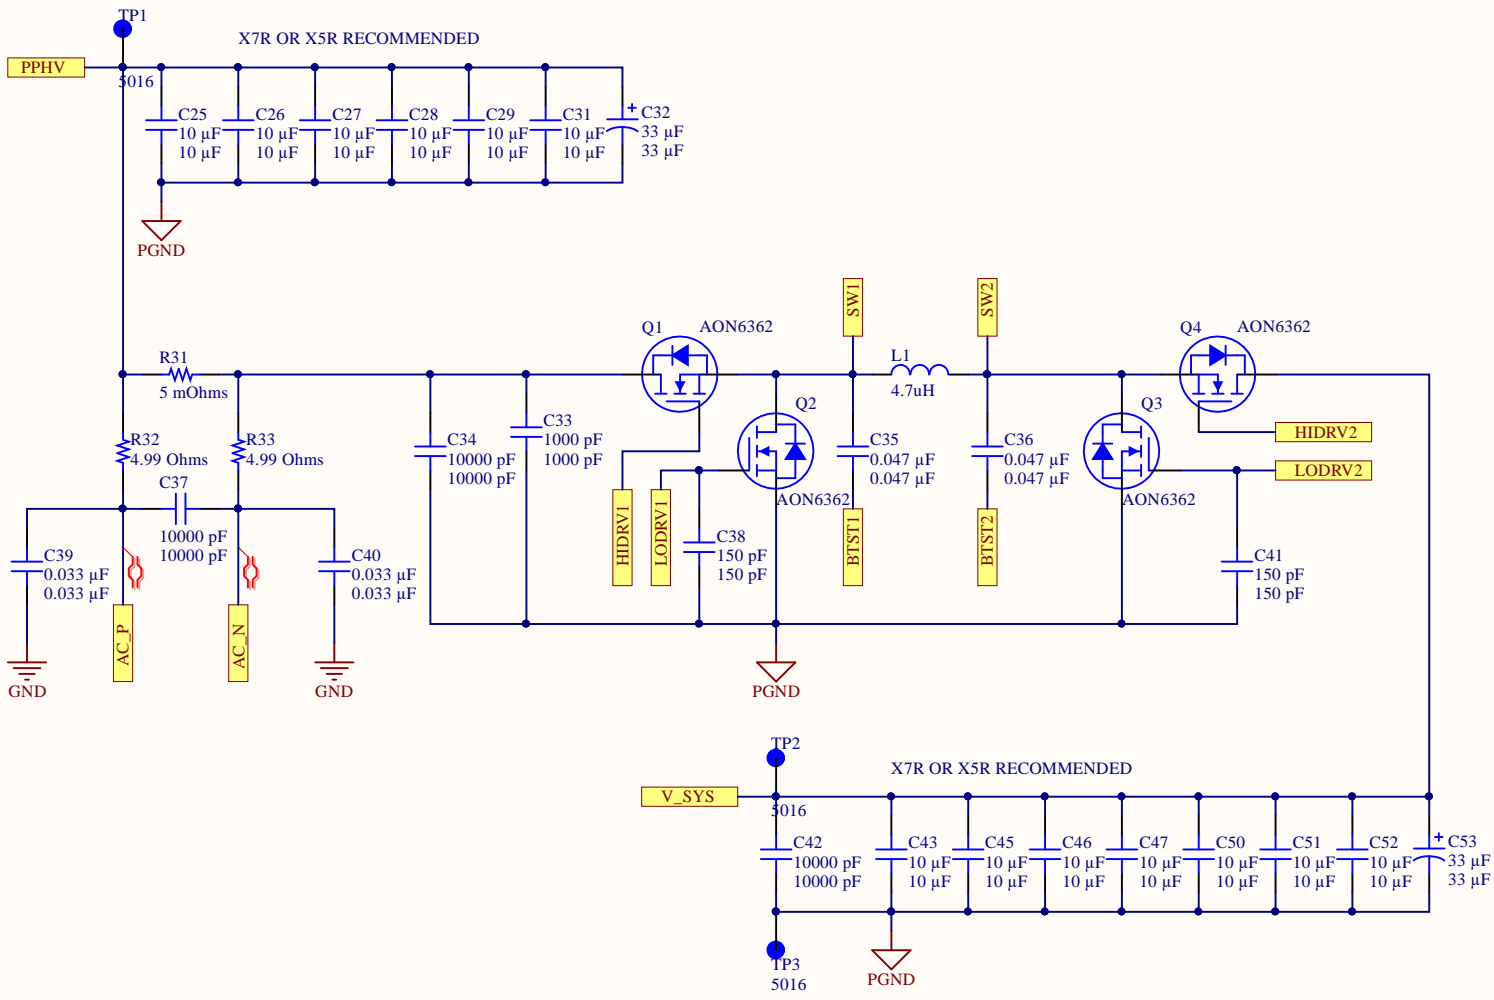 TP1
X7R OR X5R RECOMMENDED
PPHV
5016
C25
10 µF
10 µF
C26
10 µF
10 µF
C27
10 µF
10 µF
C28
10 µF
10 µF
C29
10 µF
10 µF
C31
10 µF
10 µF
+
C32
33 µF
33 µF
PGND
SW1
SW2
Q1
AON6362
Q4
AON6362
R31
5 mOhms
L1
4.7uH
Q2
AON6362
Q3
AON6362
HIDRV2
LODRV2
R32
4.99 Ohms
R33
4.99 Ohms
C34
10000 pF
10000 pF
C33
1000 pF
1000 pF
C35
0.047 µF
0.047 µF
C36
0.047 µF
0.047 µF
C37
10000 pF
10000 pF
HIDRV1
LODRV1
BTST1
BTST2
C38
150 pF
150 pF
C39
0.033 µF
0.033 µF
C40
0.033 µF
0.033 µF
C41
150 pF
150 pF
AC_P
AC_N
GND
GND
PGND
TP2
X7R OR X5R RECOMMENDED
V_SYS
5016
C42
10000 pF
10000 pF
C43
10 µF
10 µF
C45
10 µF
10 µF
C46
10 µF
10 µF
C47
10 µF
10 µF
C50
10 µF
10 µF
C51
10 µF
10 µF
C52
10 µF
10 µF
+
C53
33 µF
33 µF
TP3
5016
PGND